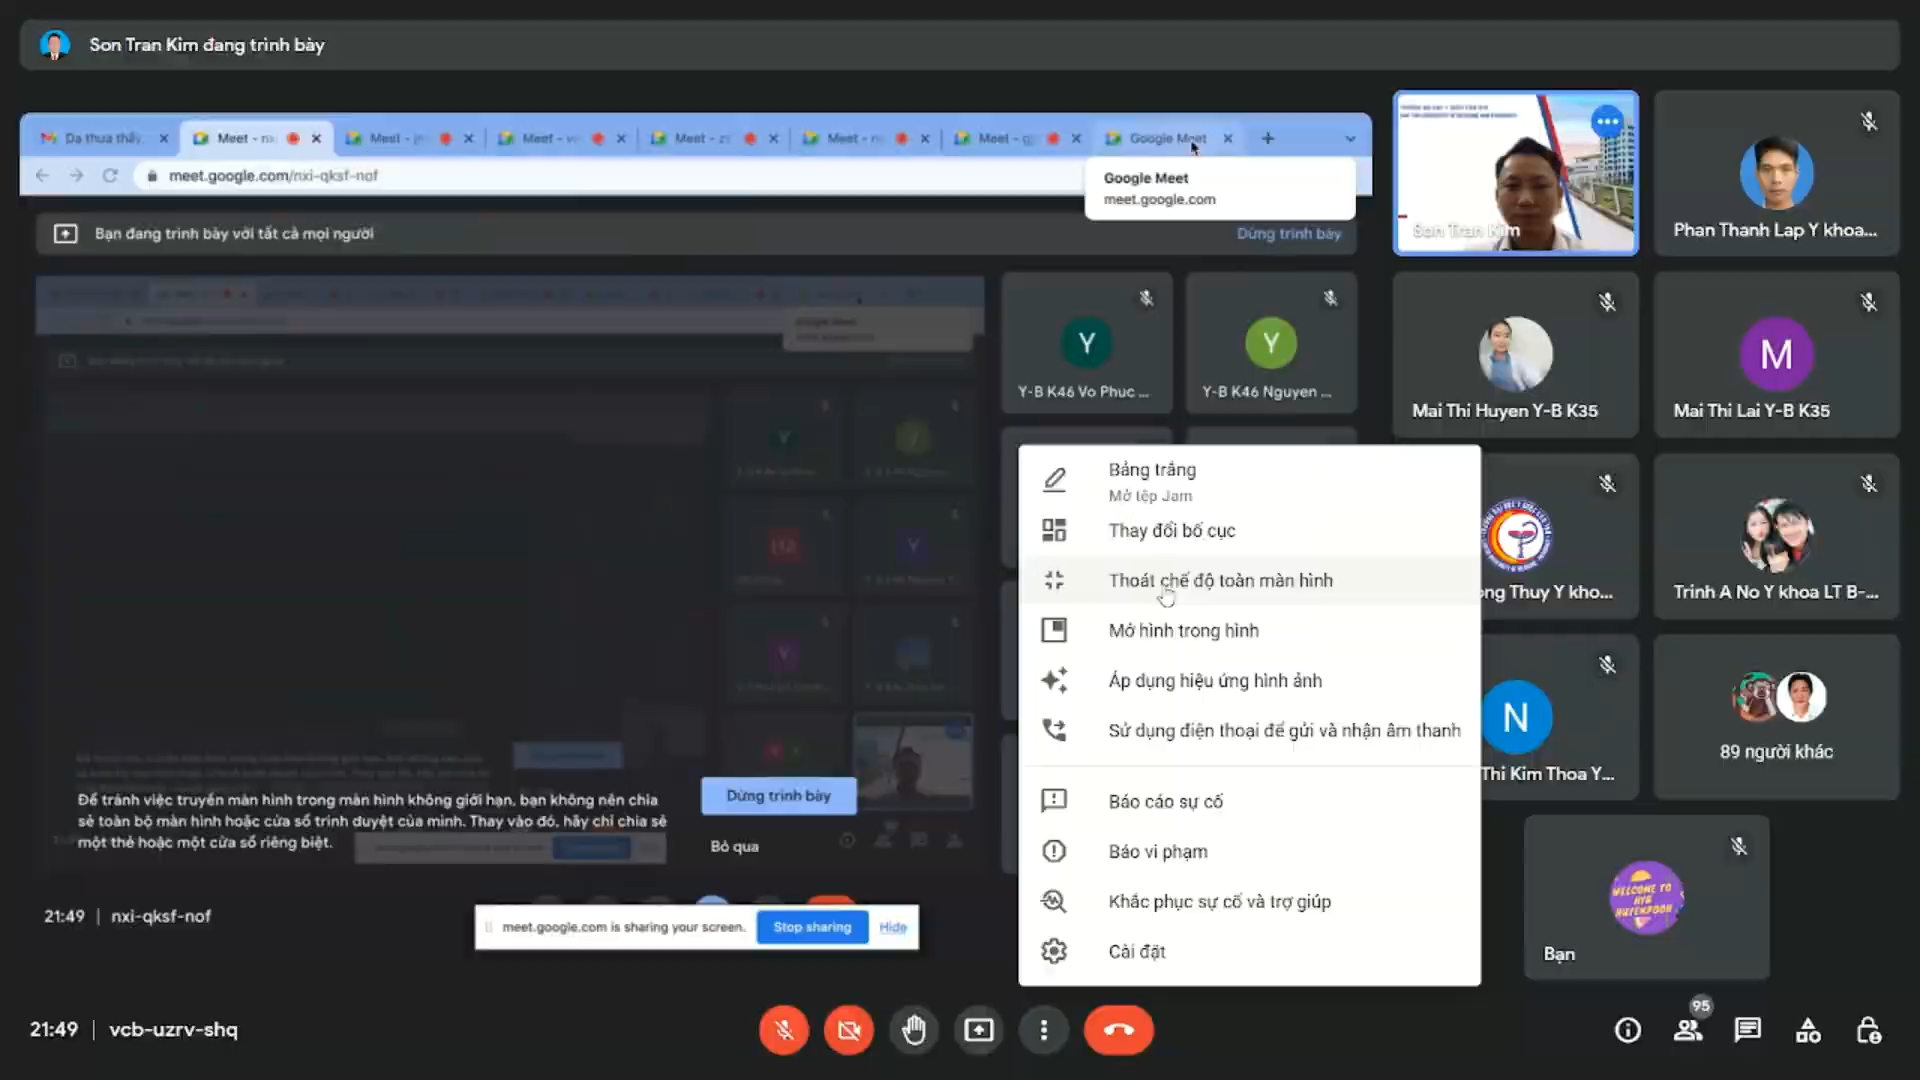 Son Tran Kim đang trình bày
Dạ thưa thầy
Meet - nx
Meet - 
Meet - v
Meet - z
Meet - n
Meet - g
Google Meet
meet.google.com/nxi-qksf-nof
Google Meet
meet.google.com
Bạn đang trình bày với tất cả mọi người
Dừng trình bày
Son Tran Kim
Phan Thanh Lap Y khoa...
Y
Y
Y-B K46 Vo Phuc ...
Y-B K46 Nguyen ...
M
Mai Thi Huyen Y-B K35
Mai Thi Lai Y-B K35
Bảng trắng
Mở tệp Jam
Thay đổi bố cục
Thoát chế độ toàn màn hình
Mở hình trong hình
Áp dụng hiệu ứng hình ảnh
Sử dụng điện thoại để gửi và nhận âm thanh
Báo cáo sự cố
Báo vi phạm
Khắc phục sự cố và trợ giúp
Cài đặt
ong Thuy Y kho...
Trinh A No Y khoa LT B-...
N
Thi Kim Thoa Y...
89 người khác
Để tránh việc truyền màn hình trong màn hình không giới hạn, bạn không nên chia
sẻ toàn bộ màn hình hoặc cửa sổ trình duyệt của mình. Thay vào đó, hãy chỉ chia sẻ
một thẻ hoặc một cửa sổ riêng biệt.
Dừng trình bày
Bỏ qua
21:49 | nxi-qksf-nof
meet.google.com is sharing your screen.
Stop sharing
Hide
WELCOME TO
Bạn
21:49 | vcb-uzrv-shq
95